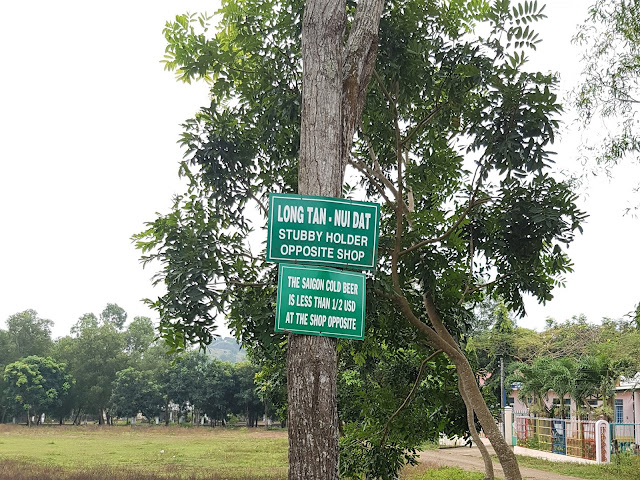 LONG TAN - NUI DAT
STUBBY HOLDER
OPPOSITE SHOP
THE SAIGON COLD BEER
IS LESS THAN 1/2 USD
AT THE SHOP OPPOSITE